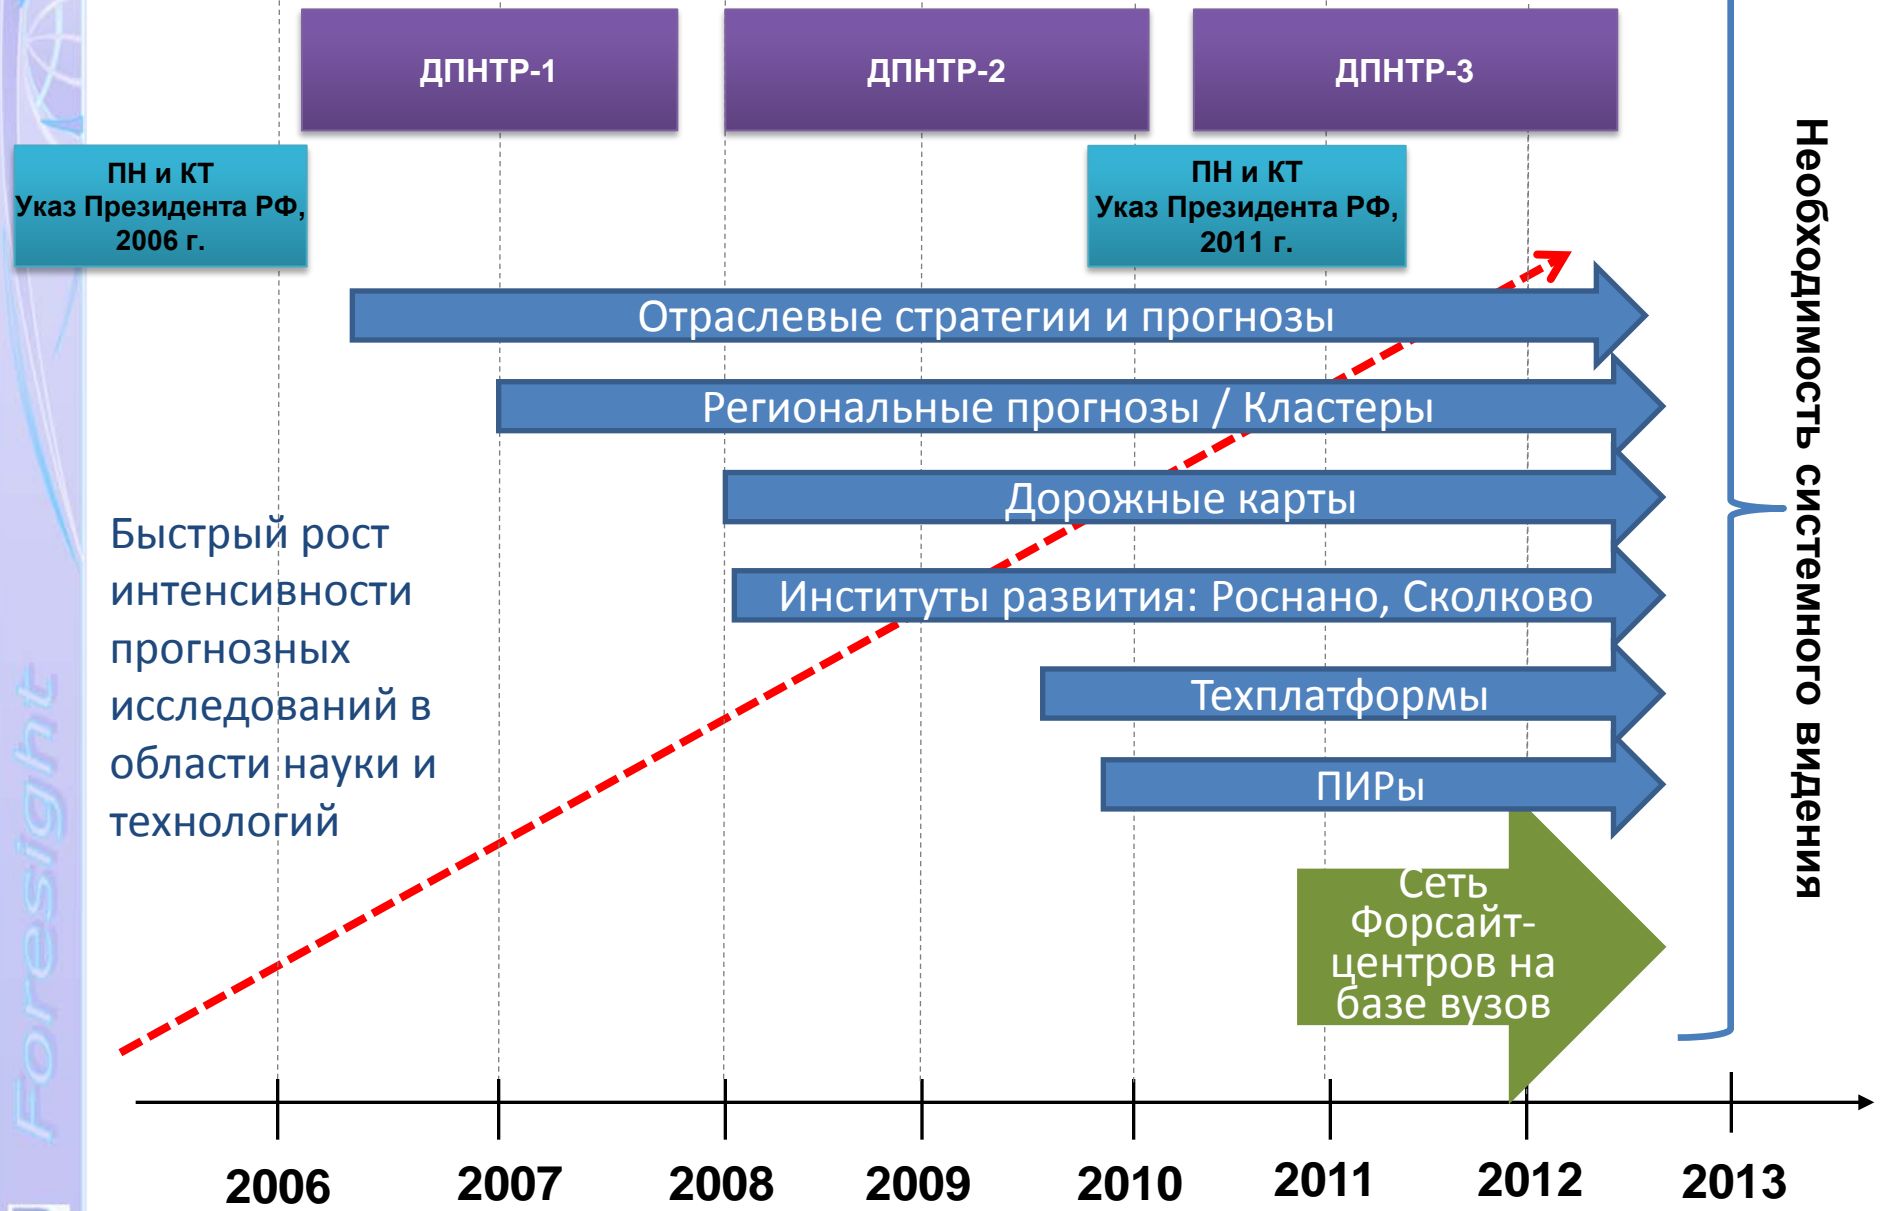 ДПНТР-1
ДПНТР-2
ДПНТР-3
ПН и КТ
Указ Президента РФ,
2006 г.
ПН и КТ
Указ Президента РФ,
2011 г.
Отраслевые стратегии и прогнозы
Региональные прогнозы / Кластеры
Дорожные карты
Институты развития: Роснано, Сколково
Техплатформы
ПИРы
Сеть
Форсайт-
центров на
базе вузов
Быстрый рост
интенсивности
прогнозных
исследований в
области науки и
технологий
Необходимость системного видения
Foresight
2006
2007
2008
2009
2010
2011
2012
2013